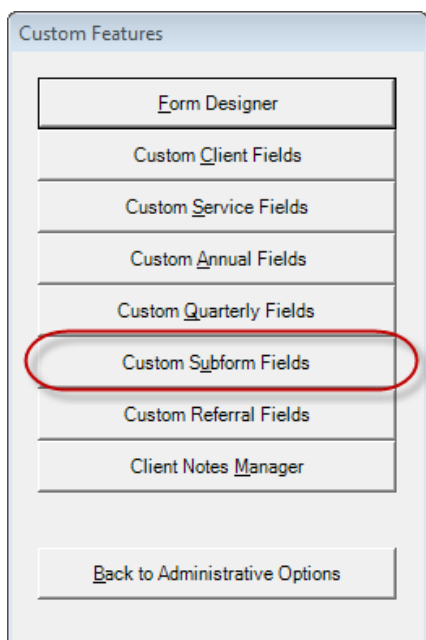 Custom Features
Form Designer
Custom Client Fields
Custom Service Fields
Custom Annual Fields
Custom Quarterly Fields
Custom Subform Fields
Custom Referral Fields
Client Notes Manager
Back to Administrative Options